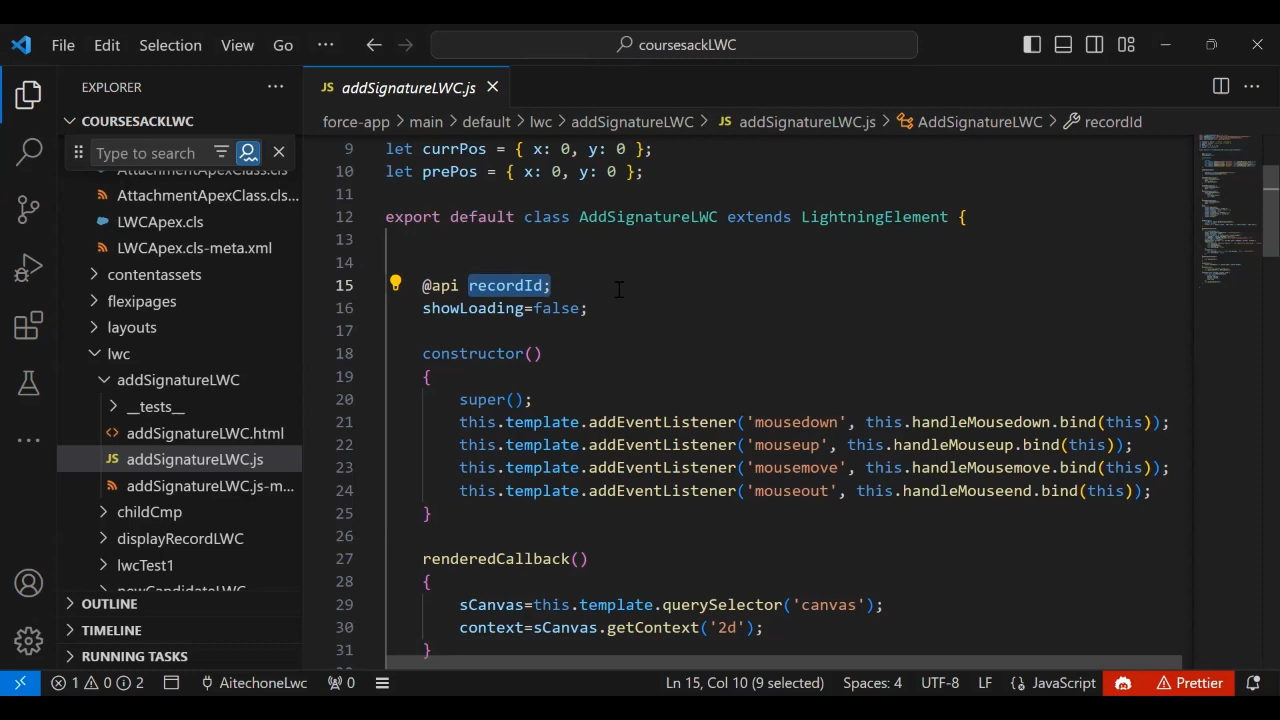 File Edit Selection View Go ··· coursesackLWC
EXPLORER ···
COURSESACKLWC
Type to search
AttachmentApexClass.cls
AttachmentApexClass.cls...
LWCApex.cls
LWCApex.cls-meta.xml
contentassets
flexipages
layouts
lwc
addSignatureLWC
__tests__
addSignatureLWC.html
JS addSignatureLWC.js
addSignatureLWC.js-m...
childCmp
displayRecordLWC
lwcTest1
newCandidateLWC
OUTLINE
TIMELINE
RUNNING TASKS
JS addSignatureLWC.js
force-app > main > default > lwc > addSignatureLWC > JS addSignatureLWC.js > AddSignatureLWC > recordId
9 let currPos = { x: 0, y: 0 };
10 let prePos = { x: 0, y: 0 };
11
12 export default class AddSignatureLWC extends LightningElement {
13
14
15 @api recordId;
16 showLoading=false;
17
18 constructor()
19 {
20 super();
21 this.template.addEventListener('mousedown', this.handleMousedown.bind(this));
22 this.template.addEventListener('mouseup', this.handleMouseup.bind(this));
23 this.template.addEventListener('mousemove', this.handleMousemove.bind(this));
24 this.template.addEventListener('mouseout', this.handleMouseend.bind(this));
25 }
26
27 renderedCallback()
28 {
29 sCanvas=this.template.querySelector('canvas');
30 context=sCanvas.getContext('2d');
31 }
1 0 2 AitechoneLwc 0 Ln 15, Col 10 (9 selected) Spaces: 4 UTF-8 LF {} JavaScript Prettier